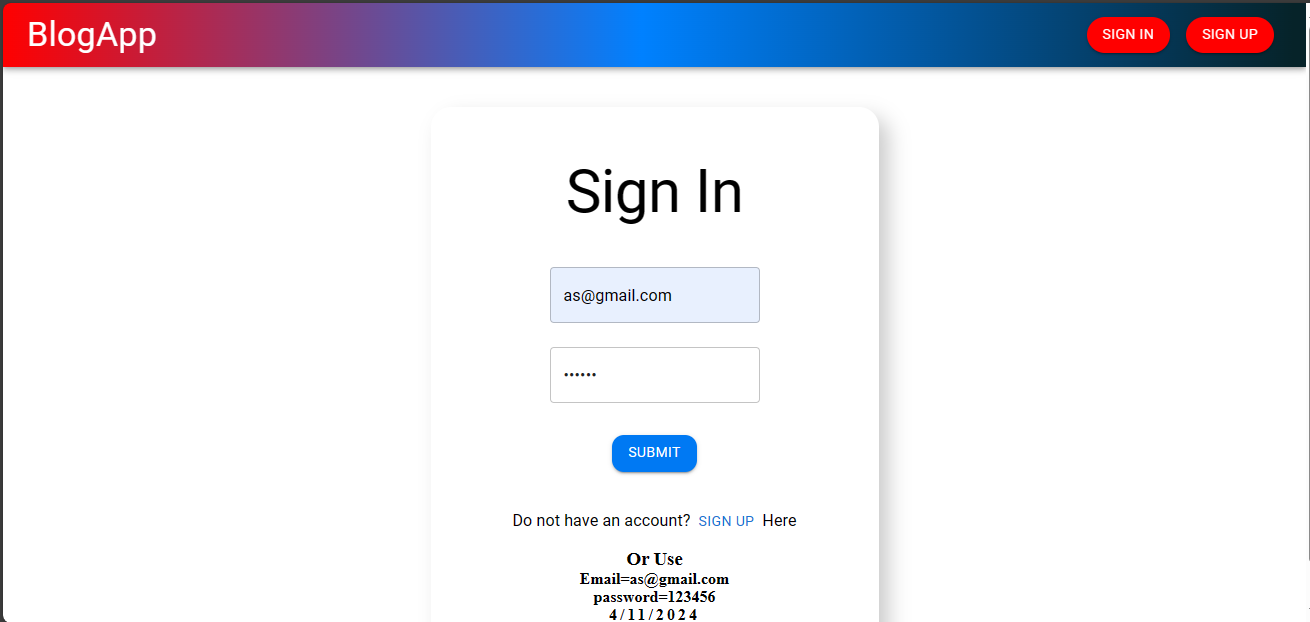 BlogApp SIGN IN SIGN UP
Sign In
as@gmail.com
••••••
SUBMIT
Do not have an account? SIGN UP Here
Or Use
Email=as@gmail.com
password=123456
4/11/2024